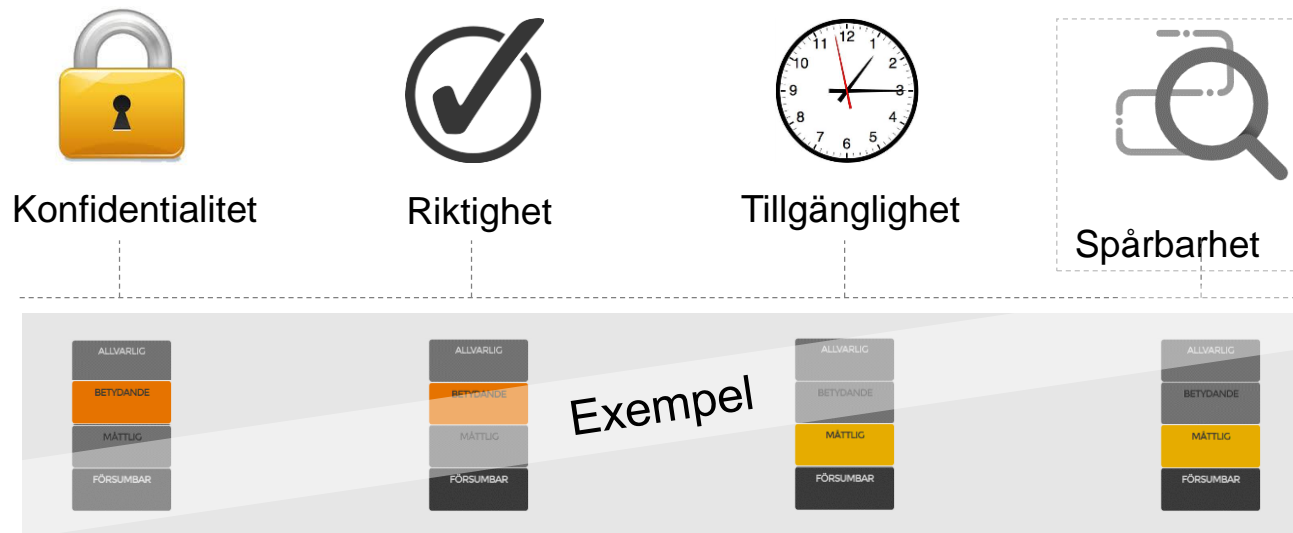 11 12 1
10 2
9 3
8 4
7 6 5
Konfidentialitet
Riktighet
Tillgänglighet
Spårbarhet
ALLVARLIG
BETYDANDE
MÅTTLIG
FÖRSUMBAR
ALLVARLIG
BETYDANDE
MÅTTLIG
FÖRSUMBAR
Exempel
ALLVARLIG
BETYDANDE
MÅTTLIG
FÖRSUMBAR
ALLVARLIG
BETYDANDE
MÅTTLIG
FÖRSUMBAR